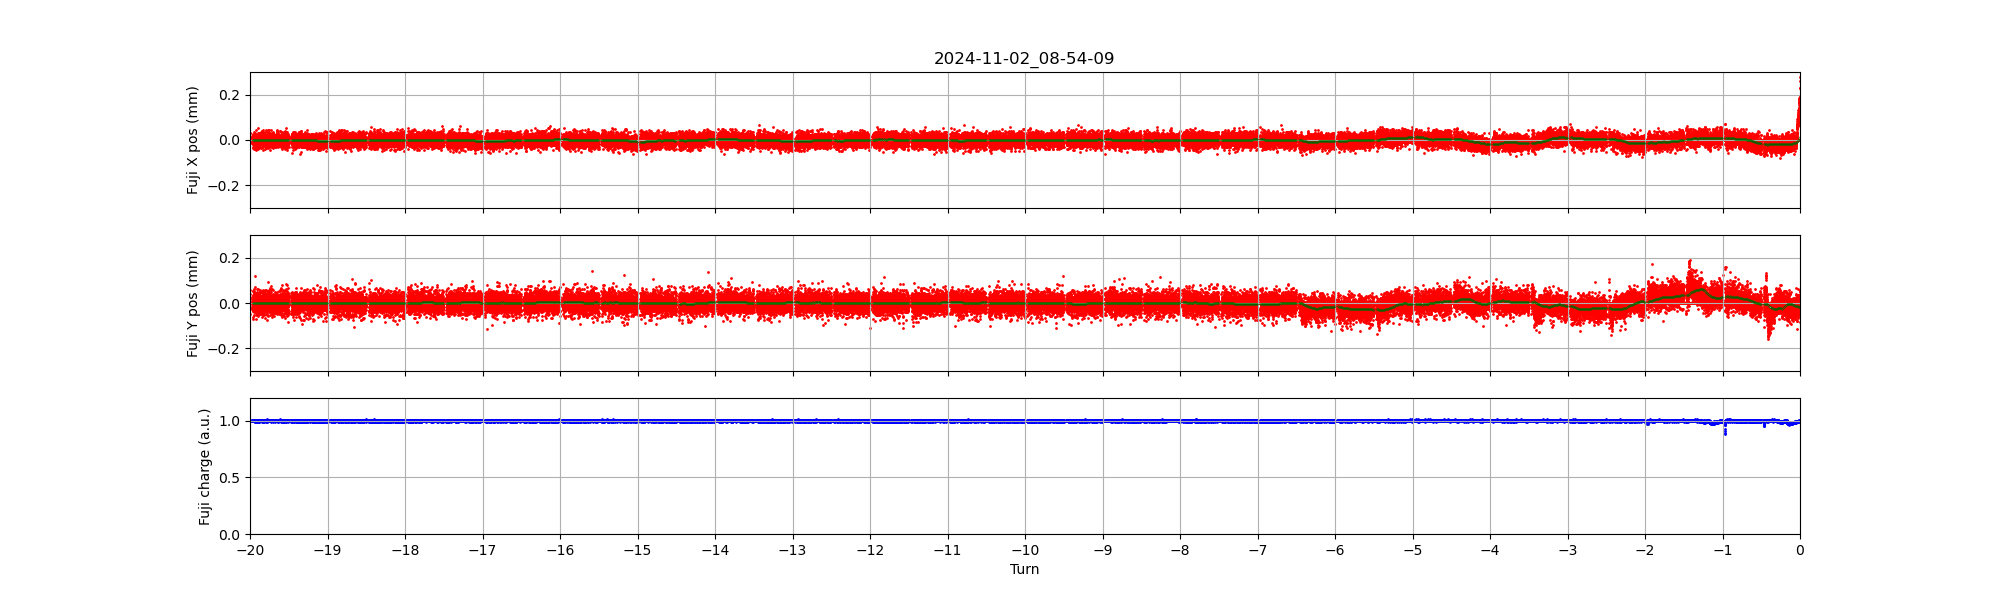 2024-11-02_08-54-09
Fuji X pos (mm)
0.2
0.0
−0.2
Fuji Y pos (mm)
0.2
0.0
−0.2
Fuji charge (a.u.)
1.0
0.5
0.0
−20 −19 −18 −17 −16 −15 −14 −13 −12 −11 −10 −9 −8 −7 −6 −5 −4 −3 −2 −1 0
Turn